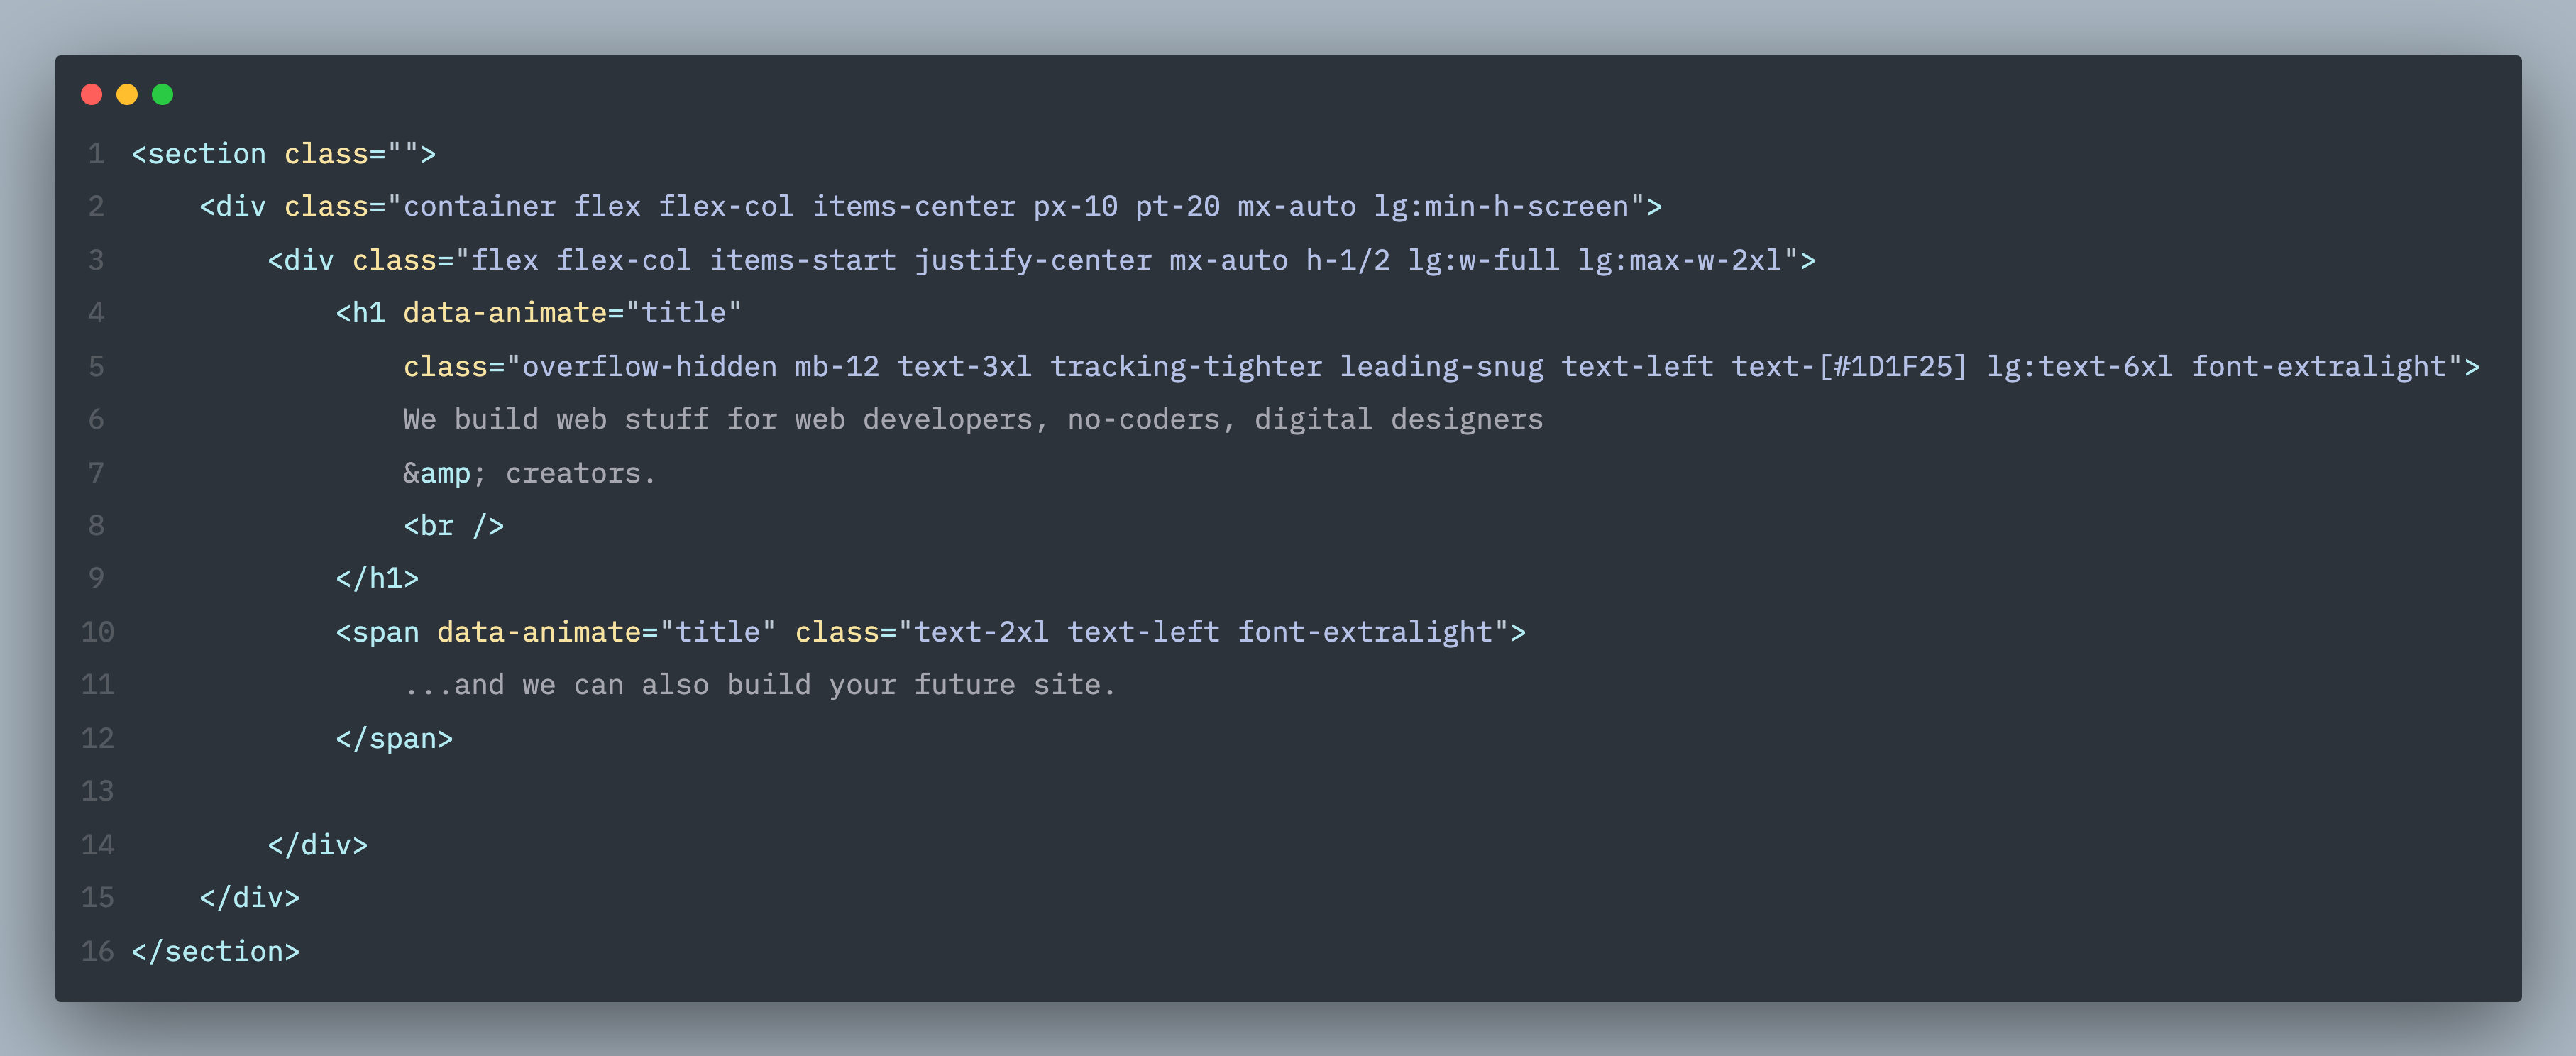 1 <section class="">
2     <div class="container flex flex-col items-center px-10 pt-20 mx-auto lg:min-h-screen">
3         <div class="flex flex-col items-start justify-center mx-auto h-1/2 lg:w-full lg:max-w-2xl">
4             <h1 data-animate="title"
5                 class="overflow-hidden mb-12 text-3xl tracking-tighter leading-snug text-left text-[#1D1F25] lg:text-6xl font-extralight">
6                 We build web stuff for web developers, no-coders, digital designers
7                 &amp; creators.
8                 <br />
9             </h1>
10             <span data-animate="title" class="text-2xl text-left font-extralight">
11                 ...and we can also build your future site.
12             </span>
13
14         </div>
15     </div>
16 </section>